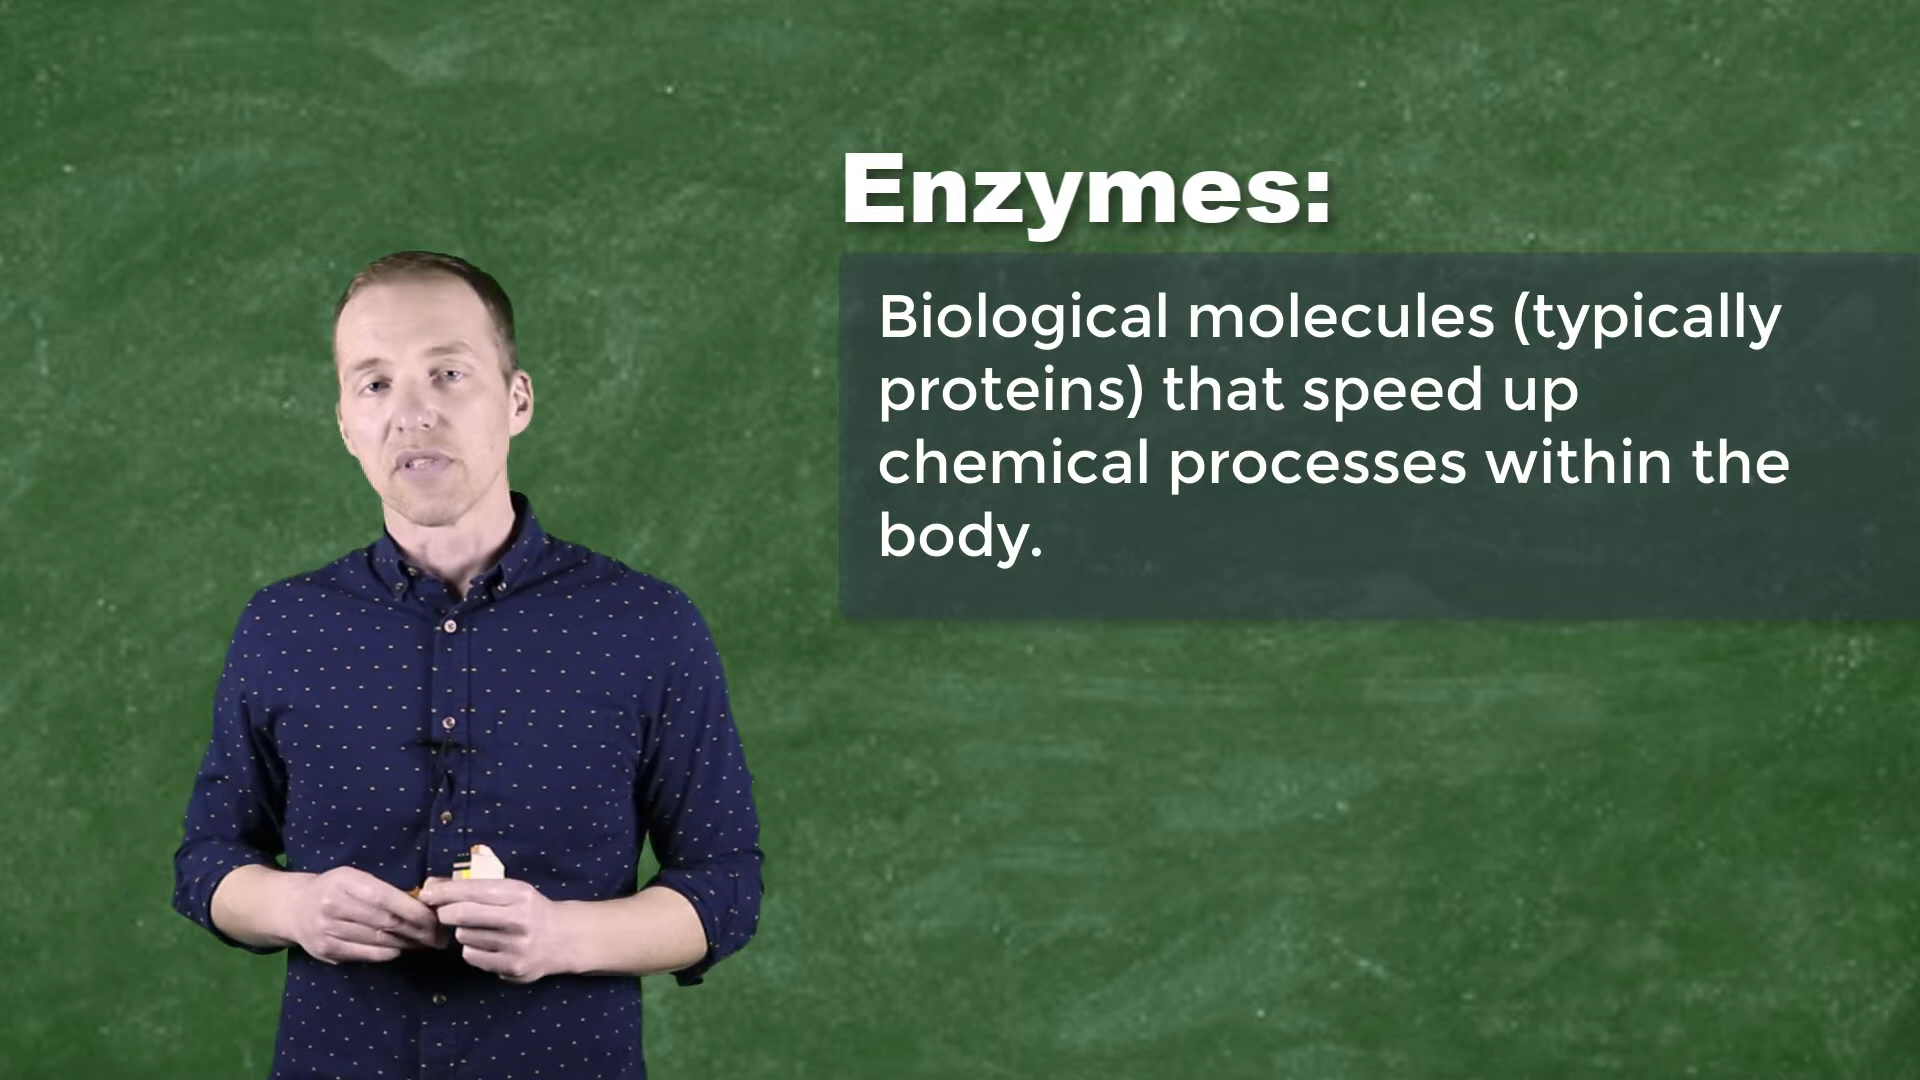 Enzymes:
Biological molecules (typically
proteins) that speed up
chemical processes within the
body.